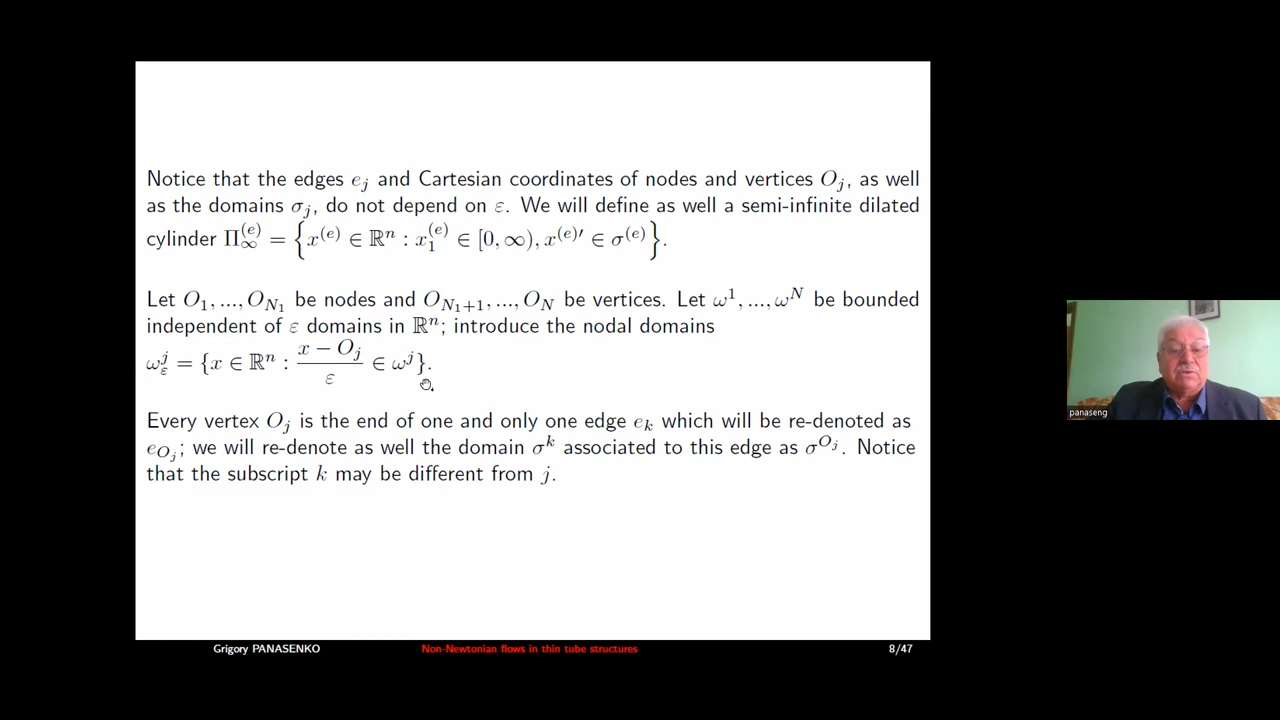 Notice that the edges e_j and Cartesian coordinates of nodes and vertices O_j, as well
as the domains σ_j, do not depend on ε. We will define as well a semi-infinite dilated
cylinder Π_∞^{(e)} = {x^{(e)} ∈ ℝ^n : x_1^{(e)} ∈ [0, ∞), x^{(e)}′ ∈ σ^{(e)}}.
Let O_1, ..., O_{N_1} be nodes and O_{N_1+1}, ..., O_N be vertices. Let ω^1, ..., ω^N be bounded
independent of ε domains in ℝ^n; introduce the nodal domains
ω_ε^j = {x ∈ ℝ^n : \frac{x − O_j}{ε} ∈ ω^j}.
Every vertex O_j is the end of one and only one edge e_k which will be re-denoted as
e_{O_j}; we will re-denote as well the domain σ^k associated to this edge as σ^{O_j}. Notice
that the subscript k may be different from j.
panaseng
Grigory PANASENKO Non-Newtonian flows in thin tube structures 8/47